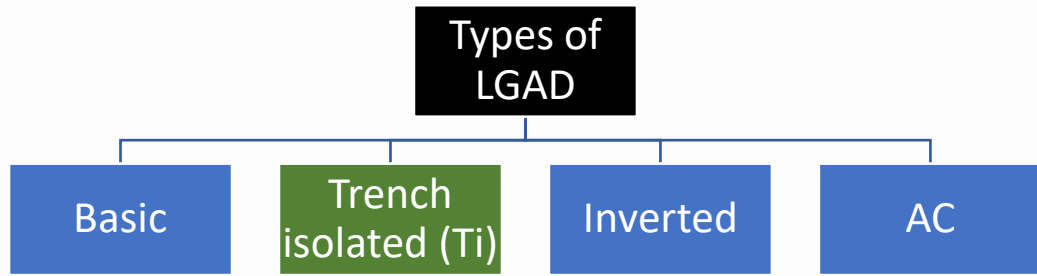 Types of
LGAD
Basic
Trench
isolated (Ti)
Inverted
AC